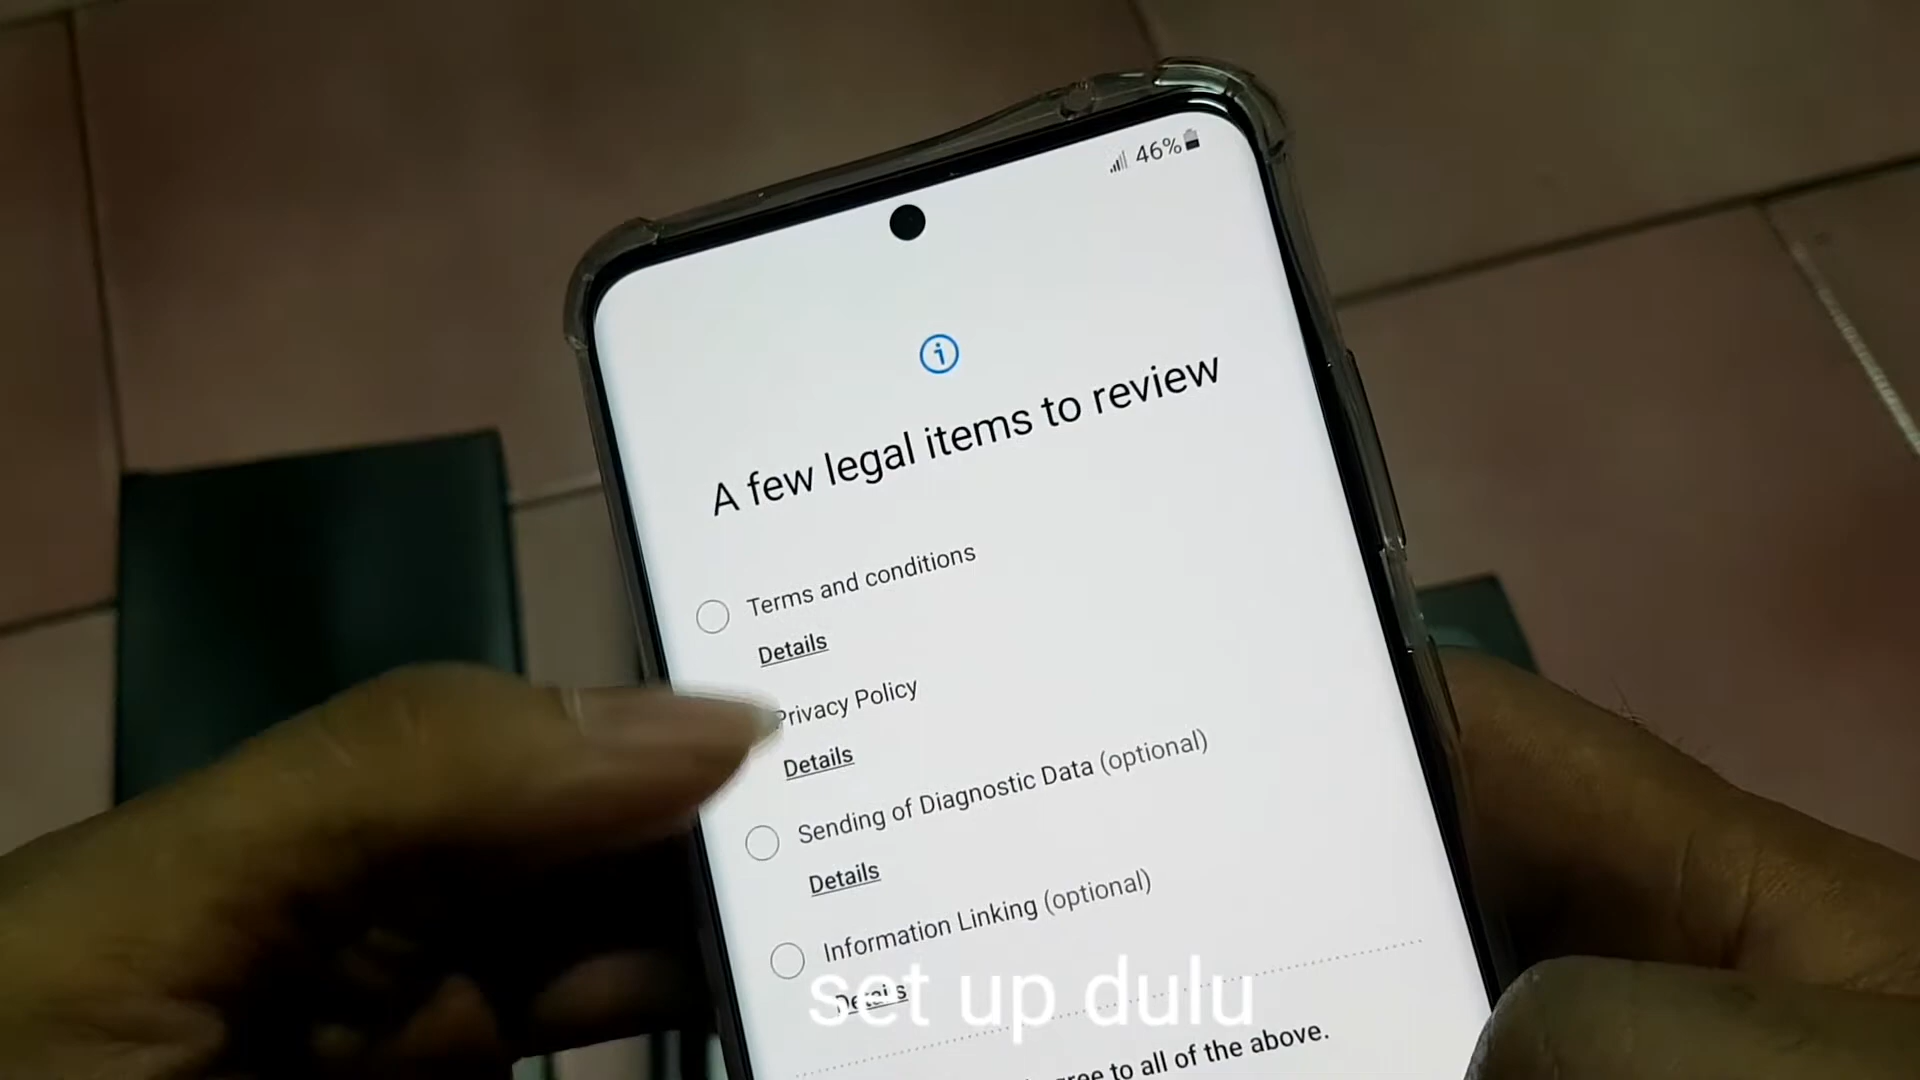 46%
A few legal items to review
Terms and conditions
Details
Privacy Policy
Details
Sending of Diagnostic Data (optional)
Details
Information Linking (optional)
Details
set up dulu
to all of the above.